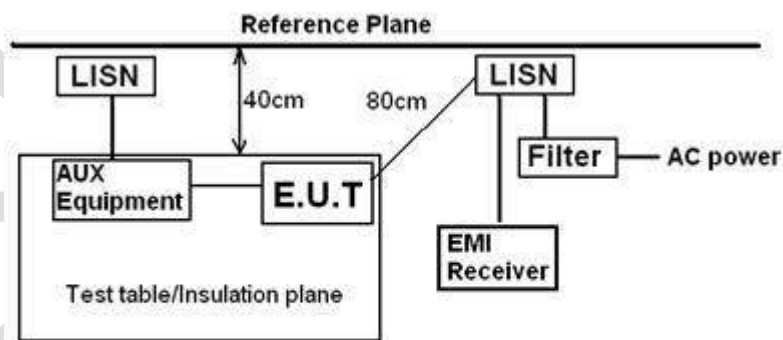 Reference Plane
LISN
40cm
80cm
LISN
Filter
AC power
AUX
Equipment
E.U.T
EMI
Receiver
Test table/Insulation plane